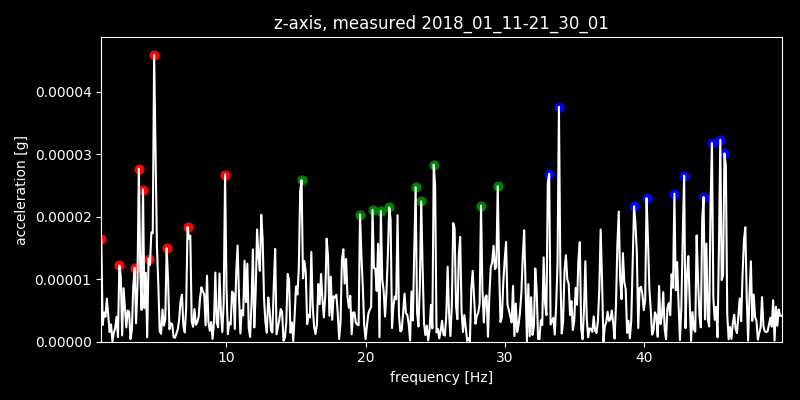 z-axis, measured 2018_01_11-21_30_01
acceleration [g]
0.00004
0.00003
0.00002
0.00001
0.00000
10 20 30 40
frequency [Hz]